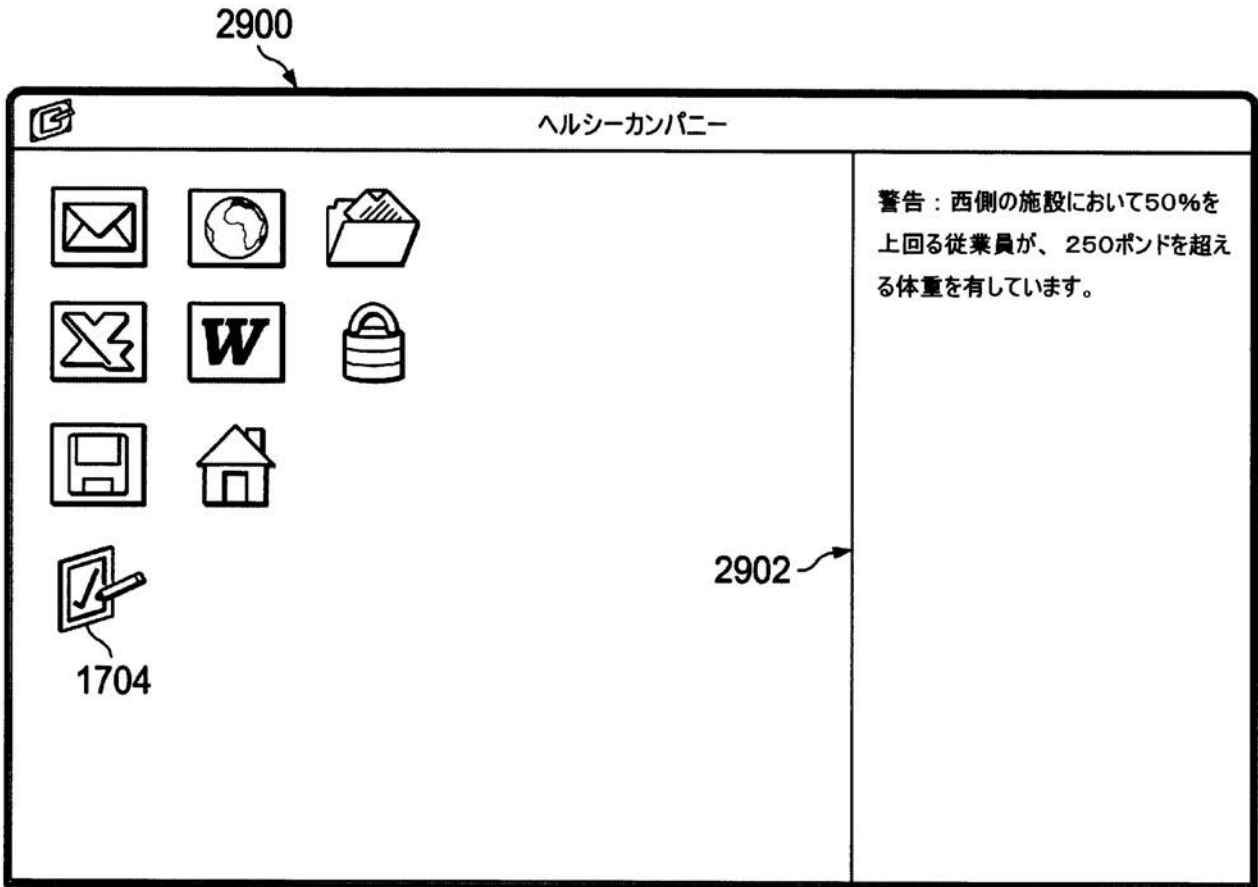 2900
ヘルシーカンパニー
警告：西側の施設において50%を
上回る従業員が、250ポンドを超え
る体重を有しています。
W
2902
1704